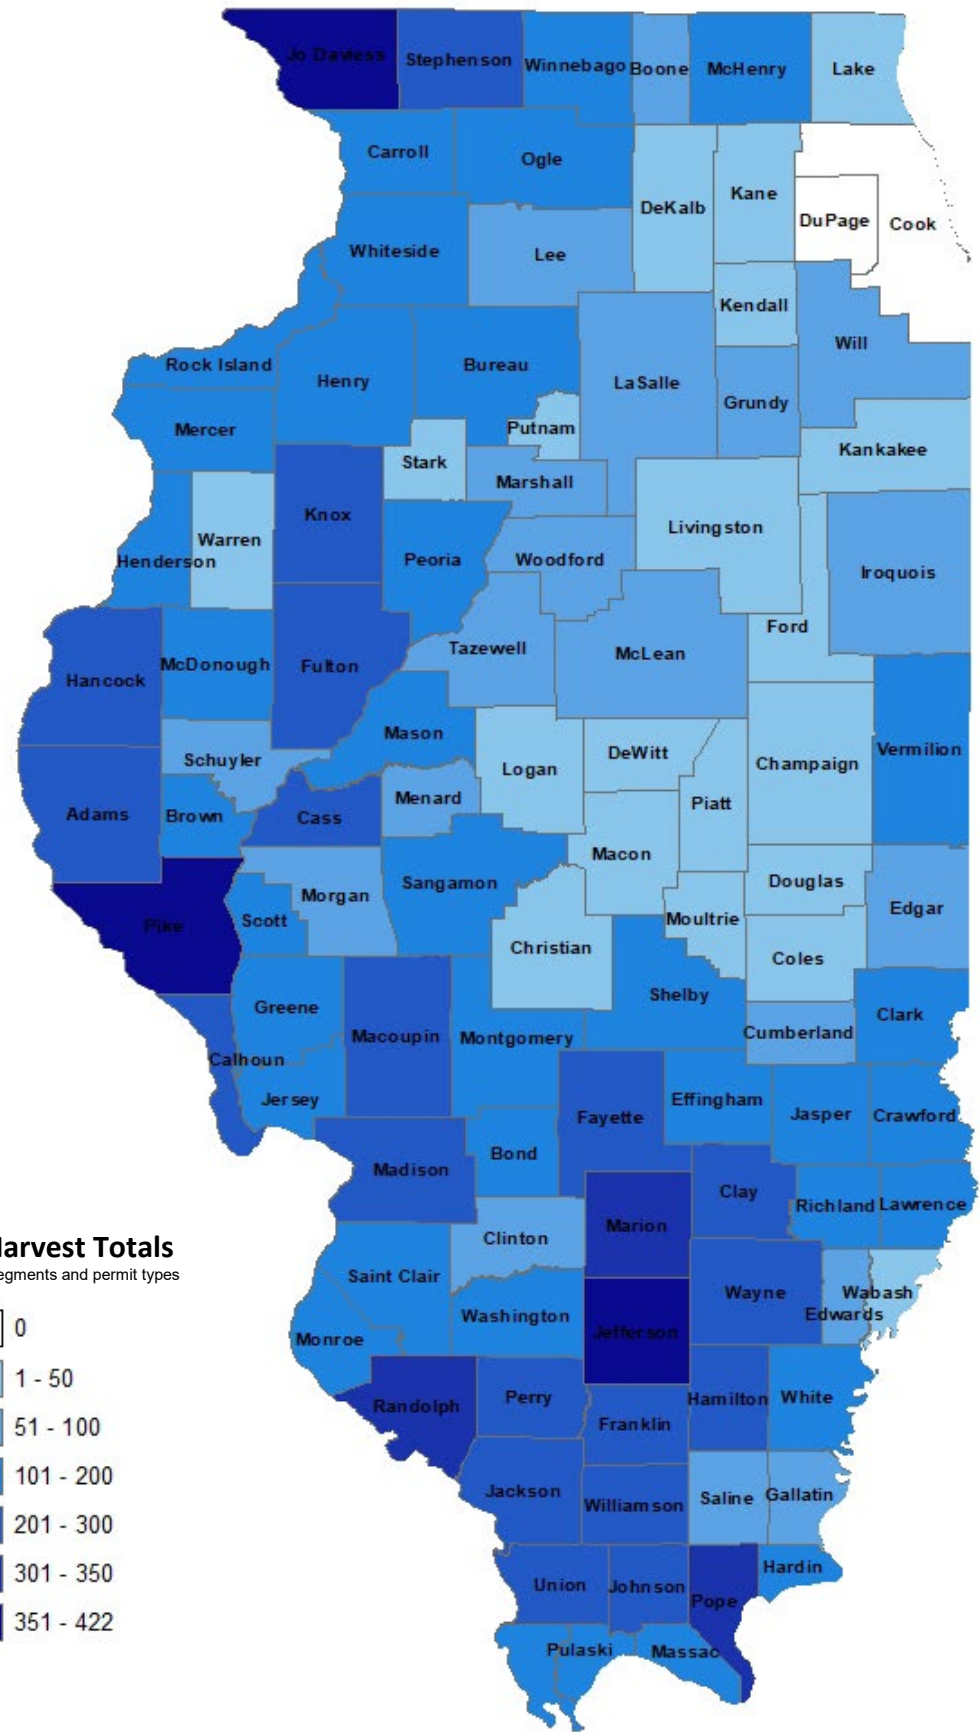 Jo Daviess
Stephenson
Winnebago
Boone
McHenry
Lake
Carroll
Ogle
DeKalb
Kane
DuPage
Cook
Whiteside
Lee
Kendall
Will
Rock Island
Henry
Bureau
LaSalle
Grundy
Mercer
Putnam
Kankakee
Stark
Marshall
Knox
Warren
Henderson
Peoria
Woodford
Livingston
Iroquois
Ford
Hancock
McDonough
Fulton
Tazewell
McLean
Schuyler
Mason
Logan
DeWitt
Champaign
Vermilion
Adams
Brown
Cass
Menard
Piatt
Macon
Pike
Scott
Morgan
Sangamon
Christian
Moultrie
Douglas
Edgar
Coles
Greene
Macoupin
Montgomery
Shelby
Cumberland
Clark
Calhoun
Jersey
Fayette
Effingham
Jasper
Crawford
Madison
Bond
Clay
Richland
Lawrence
Marion
Clinton
Saint Clair
Washington
Wayne
Wabash
Edwards
Monroe
Jefferson
Randolph
Perry
Franklin
Hamilton
White
Jackson
Williamson
Saline
Gallatin
Union
Johnson
Pope
Hardin
Pulaski
Massac
arvest Totals
egments and permit types
0
1 - 50
51 - 100
101 - 200
201 - 300
301 - 350
351 - 422